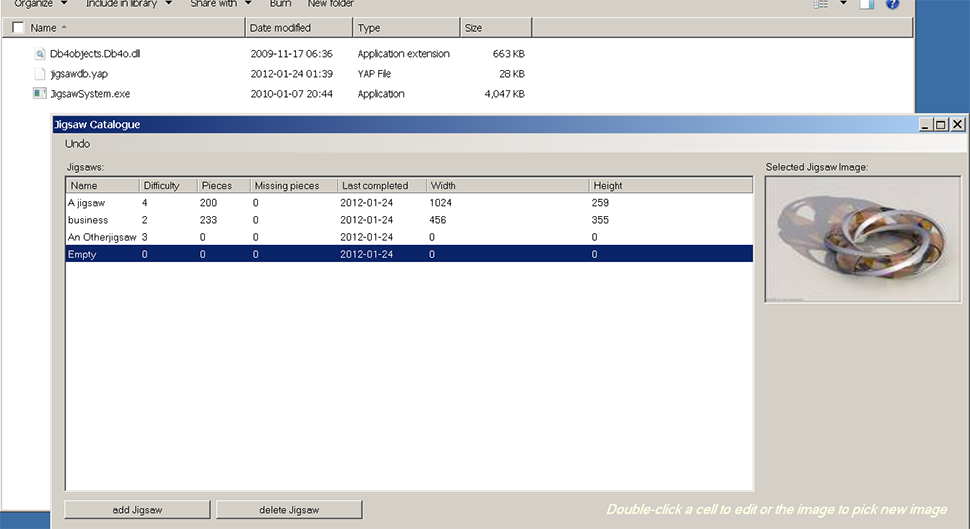 Organize Include in library Share with Burn New folder
Name Date modified Type Size
Db4objects.Db4o.dll 2009-11-17 06:36 Application extension 663 KB
jigsawdb.yap 2012-01-24 01:39 YAP File 28 KB
JigsawSystem.exe 2010-01-07 20:44 Application 4,047 KB
Jigsaw Catalogue
Undo
Jigsaws: Selected Jigsaw Image:
Name Difficulty Pieces Missing pieces Last completed Width Height
A jigsaw 4 200 0 2012-01-24 1024 259
business 2 233 0 2012-01-24 456 355
An Otherjigsaw 3 0 0 2012-01-24 0 0
Empty 0 0 0 2012-01-24 0 0
add Jigsaw delete Jigsaw Double-click a cell to edit or the image to pick new image